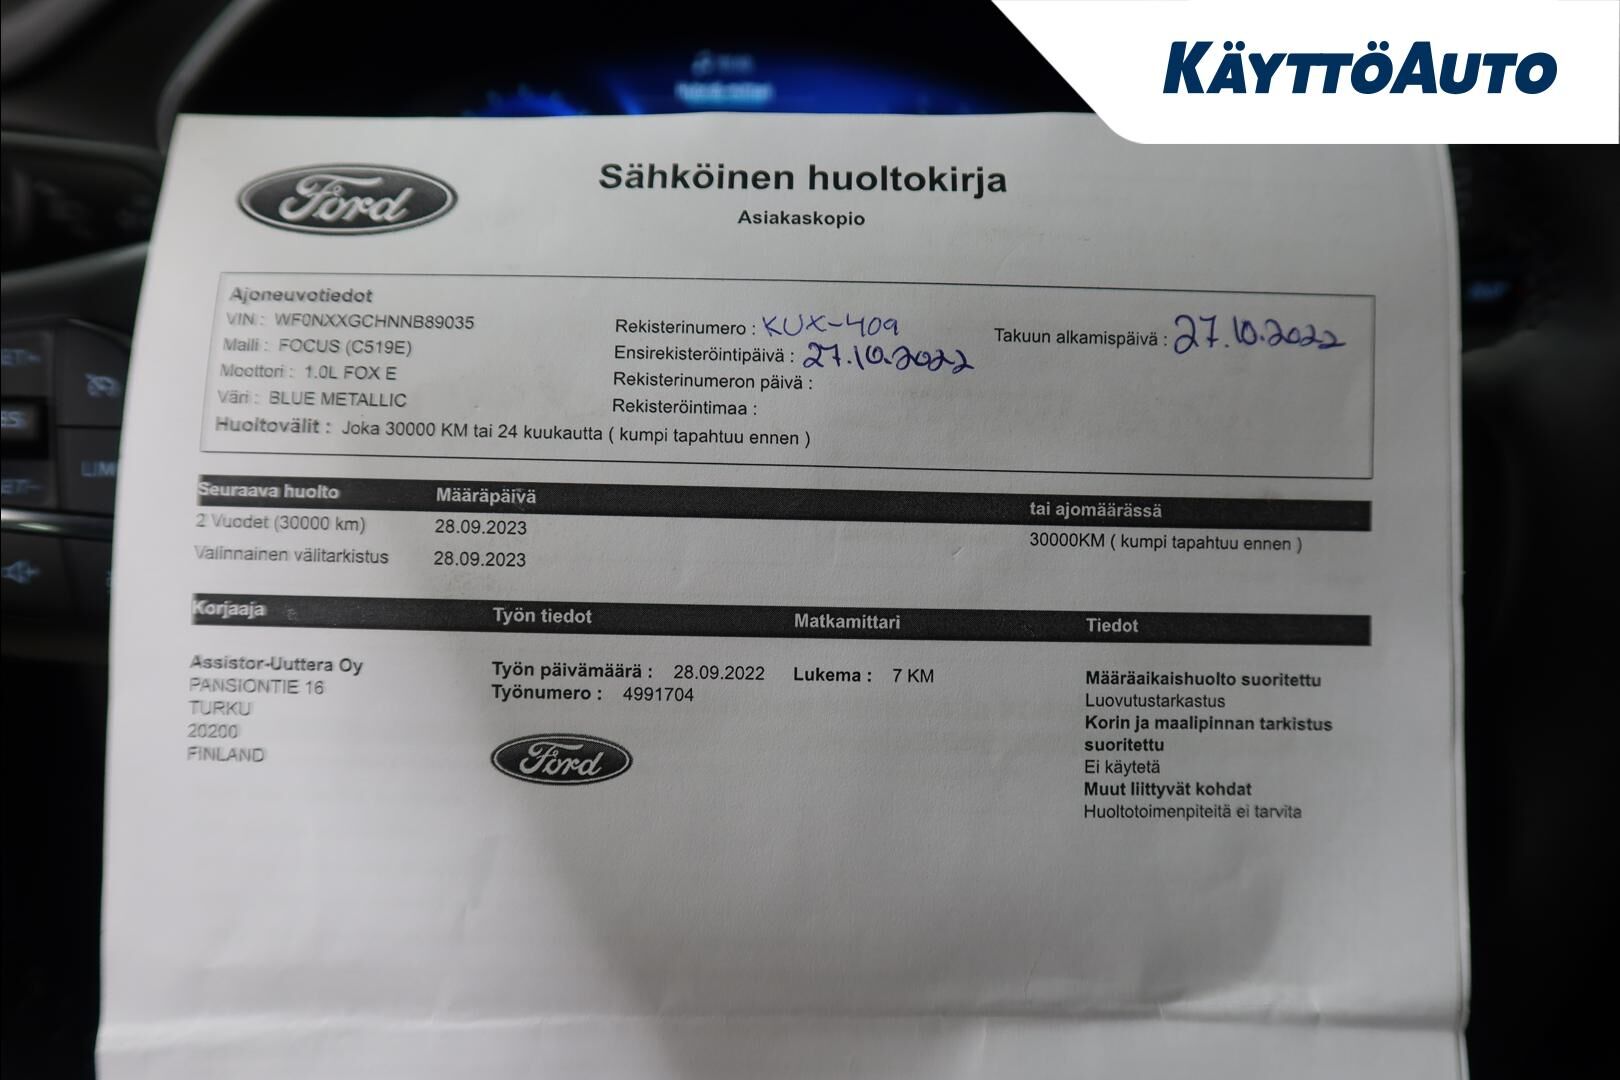 KÄYTTÖAUTO
Ford
Sähköinen huoltokirja
Asiakaskopio
Ajoneuvotiedot
VIN : WF0NXXGCHNNB89035
Malli : FOCUS (C519E)
Moottori : 1.0L FOX E
Väri : BLUE METALLIC
Huoltovälit : Joka 30000 KM tai 24 kuukautta ( kumpi tapahtuu ennen )
Rekisterinumero : KUX-409
Ensirekisteröintipäivä : 27.10.2022
Rekisterinumeron päivä :
Rekisteröintimaa :
Takuun alkamispäivä : 27.10.2022
Seuraava huolto Määräpäivä tai ajomäärässä
2 Vuodet (30000 km) 28.09.2023 30000KM ( kumpi tapahtuu ennen )
Valinnainen välitarkistus 28.09.2023
Korjaaja Työn tiedot Matkamittari Tiedot
Assistor-Uuttera Oy
PANSIONTIE 16
TURKU
20200
FINLAND
Työn päivämäärä : 28.09.2022 Lukema : 7 KM
Työnumero : 4991704
Ford
Määräaikaishuolto suoritettu
Luovutustarkastus
Korin ja maalipinnan tarkistus
suoritettu
Ei käytetä
Muut liittyvät kohdat
Huoltotoimenpiteitä ei tarvita
LIM